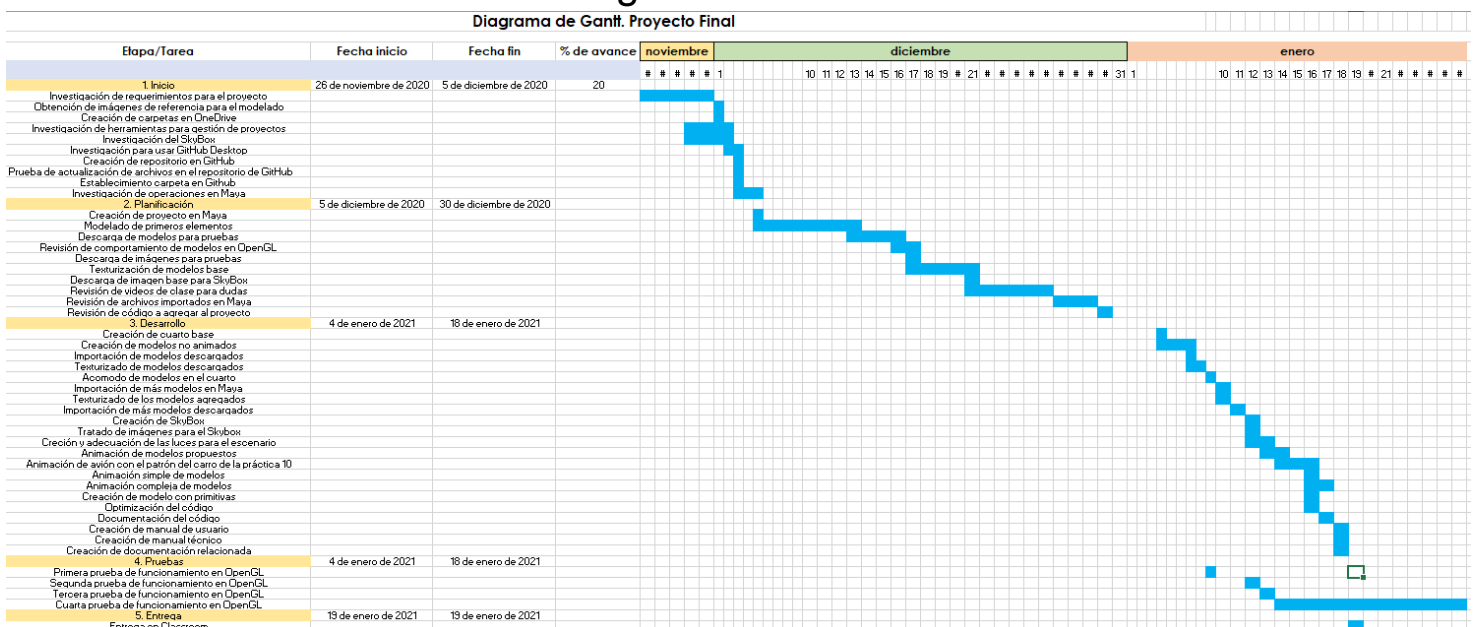 Diagrama de Gantt. Proyecto Final
Etapa/Tarea Fecha inicio Fecha fin % de avance noviembre diciembre enero
# # # # # 1 10 11 12 13 14 15 16 17 18 19 # 21 # # # # # # # # # 31 1 10 11 12 13 14 15 16 17 18 19 # 21 # # # # #
1. Inicio 26 de noviembre de 2020 5 de diciembre de 2020 20
Investigación de requerimientos para el proyecto
Obtención de imágenes de referencia para el modelado
Creación de carpetas en OneDrive
Investigación de herramientas para gestión de proyectos
Investigación del SkyBox
Investigación para usar GitHub Desktop
Creación de repositorio en GitHub
Prueba de actualización de archivos en el repositorio de GitHub
Establecimiento carpeta en Github
Investigación de operaciones en Maya
2. Planificación 5 de diciembre de 2020 30 de diciembre de 2020
Creación de proyecto en Maya
Modelado de primeros elementos
Descarga de modelos para pruebas
Revisión de comportamiento de modelos en OpenGL
Descarga de imágenes para pruebas
Texturización de modelos base
Descarga de imagen base para SkyBox
Revisión de videos de clase para dudas
Revisión de archivos importados en Maya
Revisión de código a agregar al proyecto
3. Desarrollo 4 de enero de 2021 18 de enero de 2021
Creación de cuarto base
Creación de modelos no animados
Importación de modelos descargados
Texturizado de modelos descargados
Acomodo de modelos en el cuarto
Importación de más modelos en Maya
Texturizado de los modelos agregados
Importación de más modelos descargados
Creación de SkyBox
Tratado de imágenes para el Skybox
Creción y adecuación de las luces para el escenario
Animación de modelos propuestos
Animación de avión con el patrón del carro de la práctica 10
Animación simple de modelos
Animación compleja de modelos
Creación de modelo con primitivas
Optimización del código
Documentación del código
Creación de manual de usuario
Creación de manual técnico
Creación de documentación relacionada
4. Pruebas 4 de enero de 2021 18 de enero de 2021
Primera prueba de funcionamiento en OpenGL
Segunda prueba de funcionamiento en OpenGL
Tercera prueba de funcionamiento en OpenGL
Cuarta prueba de funcionamiento en OpenGL
5. Entrega 19 de enero de 2021 19 de enero de 2021
Entrega en Classroom